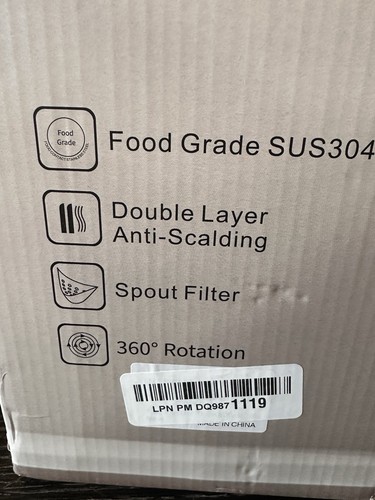 Food
Grade
Food Grade SUS304
Double Layer
Anti-Scalding
Spout Filter
360° Rotation
LPN PM DQ9871119
MADE IN CHINA